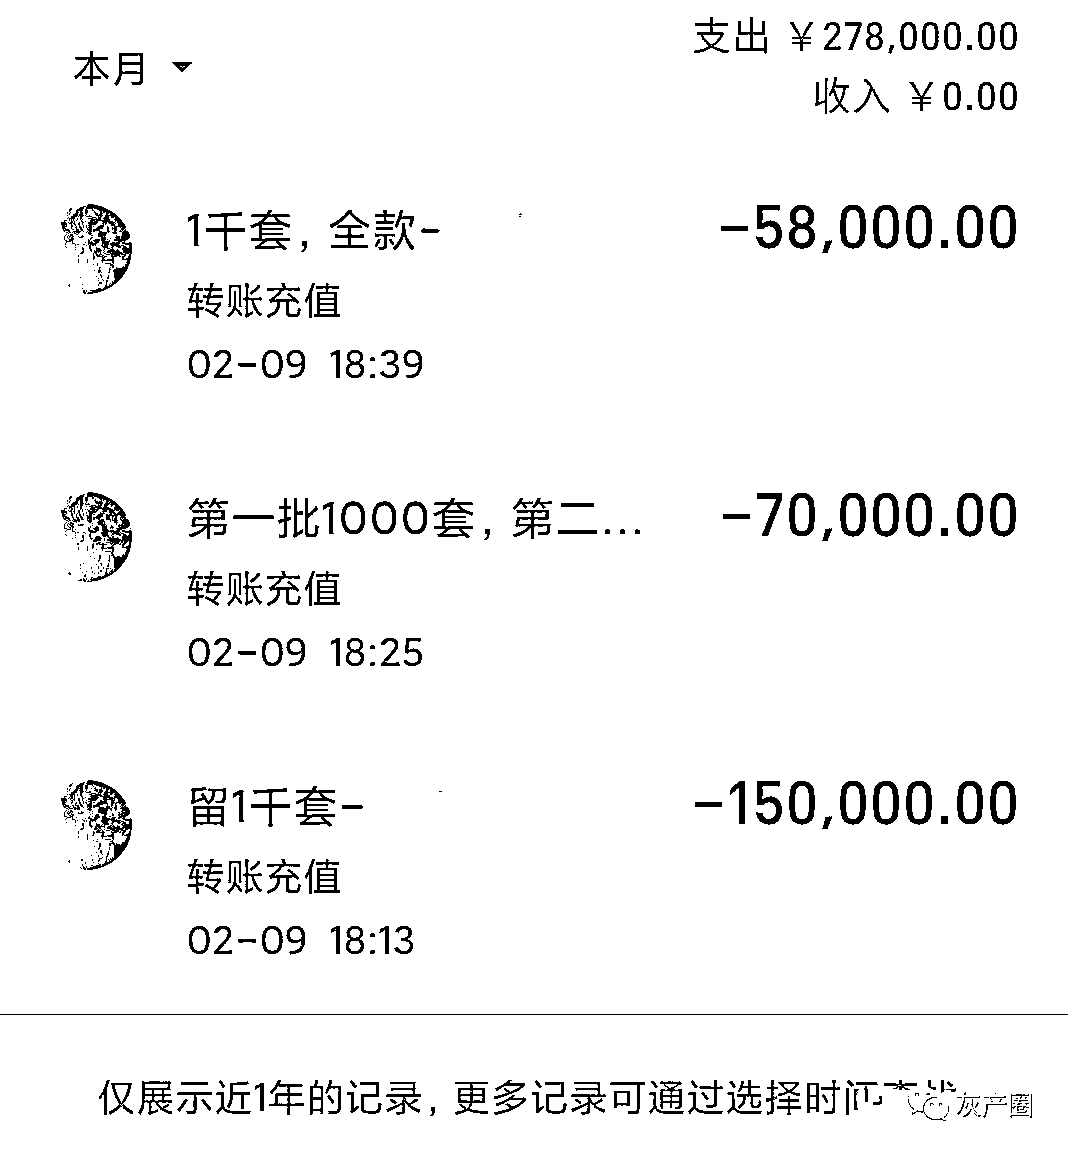 本月
支出 ¥278,000.00
收入 ¥0.00
1千套，全款-
-58,000.00
转账充值
02-09 18:39
第一批1000套，第二...
-70,000.00
转账充值
02-09 18:25
留1千套-
-150,000.00
转账充值
02-09 18:13
仅展示近1年的记录，更多记录可通过选择时间
灰产圈